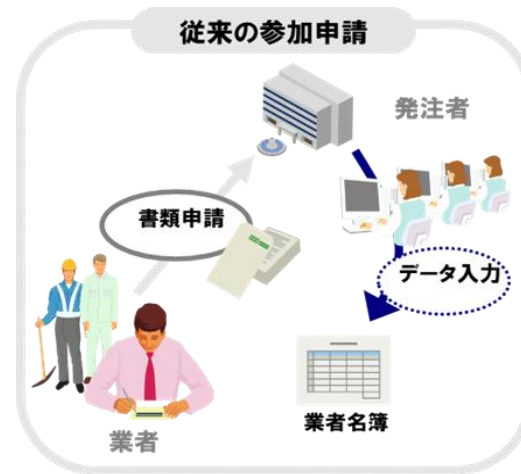 従来の参加申請
発注者
書類申請
データ入力
業者名簿
業者